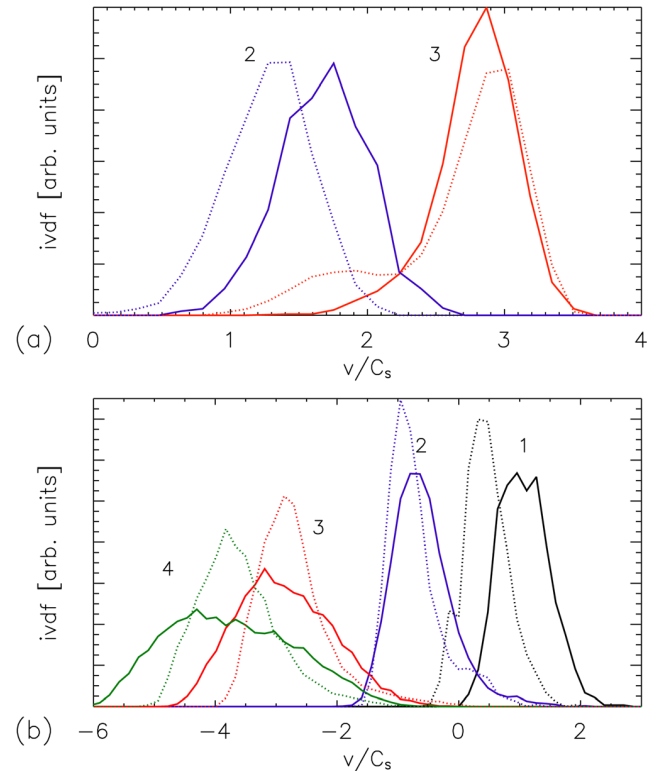 2
3
ivdf [arb. units]
(a)
0 1 2 3 4
v/Cs
2
1
3
4
ivdf [arb. units]
(b)
−6 −4 −2 0 2
v/Cs